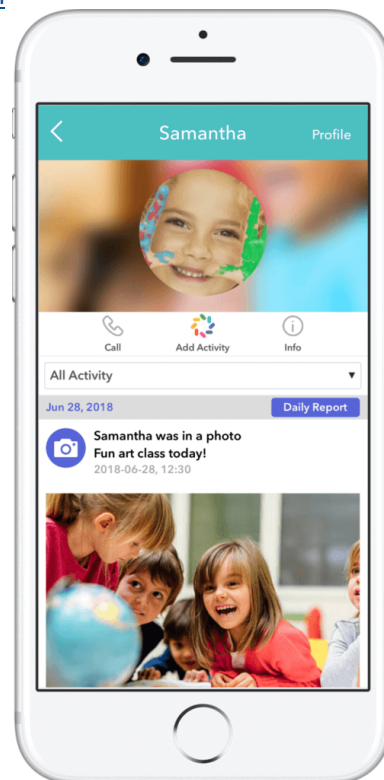 Samantha
Profile
Call
Add Activity
Info
All Activity
Jun 28, 2018
Daily Report
Samantha was in a photo
Fun art class today!
2018-06-28, 12:30